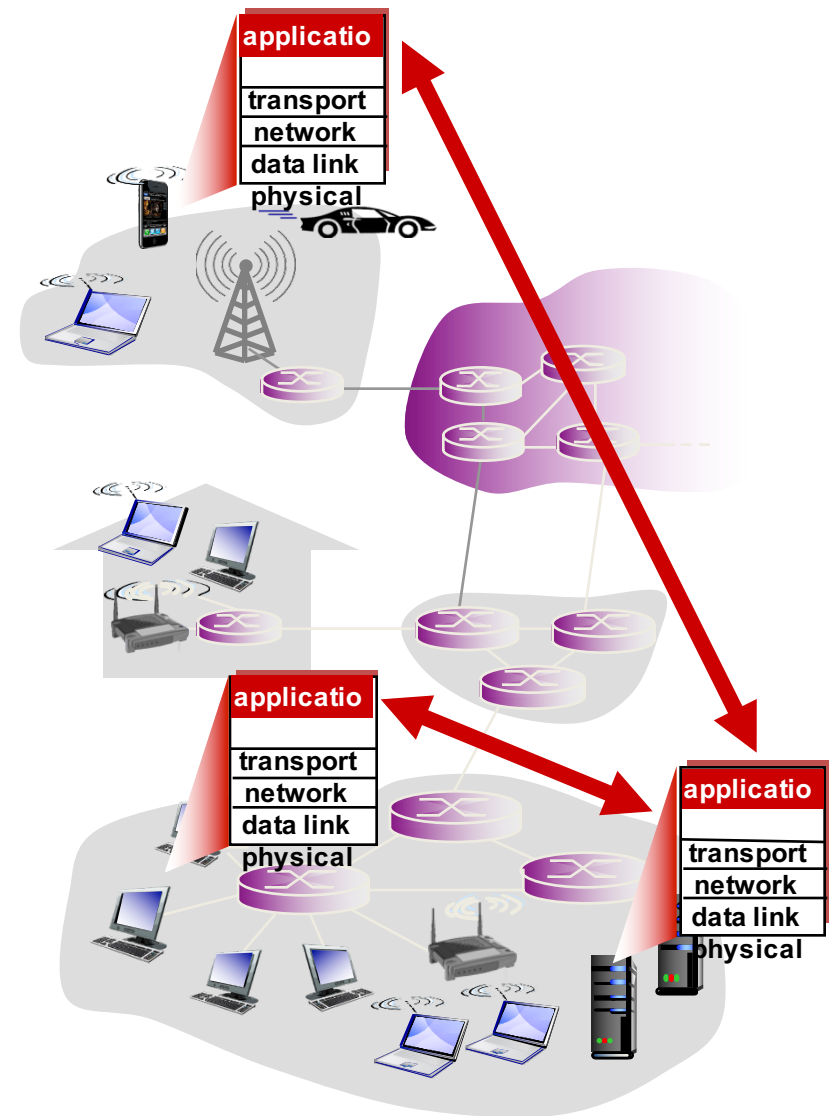 applicatio
transport
network
data link
physical
applicatio
transport
network
data link
physical
applicatio
transport
network
data link
physical